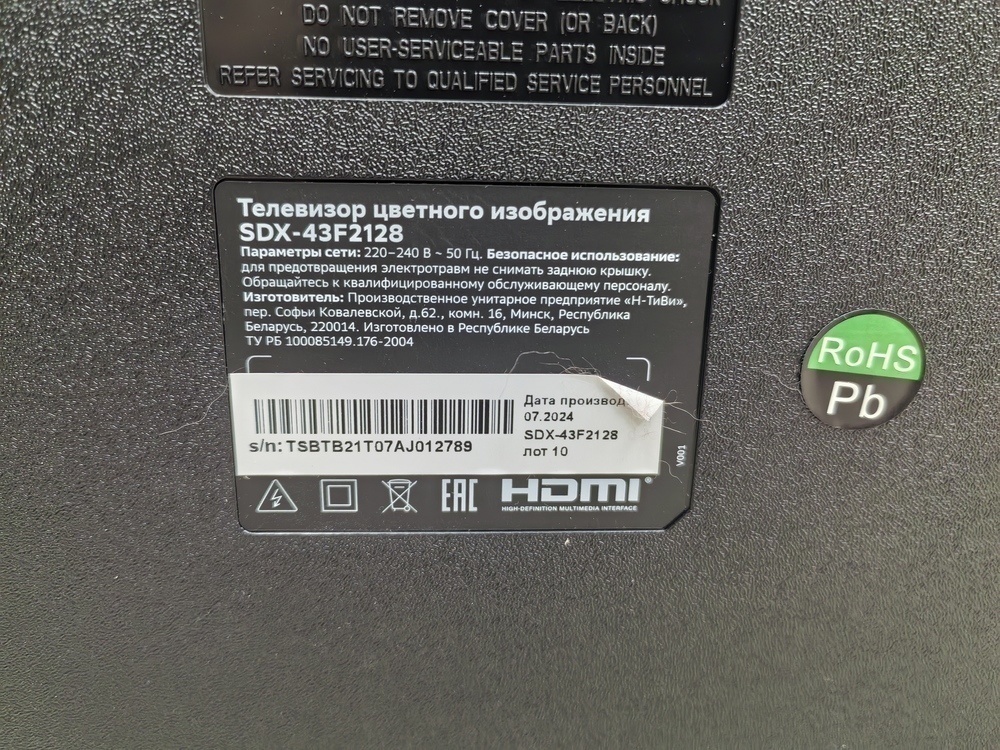 DO NOT REMOVE COVER (OR BACK)
NO USER-SERVICEABLE PARTS INSIDE
REFER SERVICING TO QUALIFIED SERVICE PERSONNEL
Телевизор цветного изображения
SDX-43F2128
Параметры сети: 220–240 В ~ 50 Гц. Безопасное использование:
для предотвращения электротравм не снимать заднюю крышку.
Обращайтесь к квалифицированному обслуживающему персоналу.
Изготовитель: Производственное унитарное предприятие «Н-ТиВи»,
пер. Софьи Ковалевской, д.62., комн. 16, Минск, Республика
Беларусь, 220014. Изготовлено в Республике Беларусь
ТУ РБ 100085149.176-2004
Дата производ.
07.2024
SDX-43F2128
лот 10
s/n: TSBTB21T07AJ012789
V001
EAC HDMI
HIGH-DEFINITION MULTIMEDIA INTERFACE
RoHS
Pb